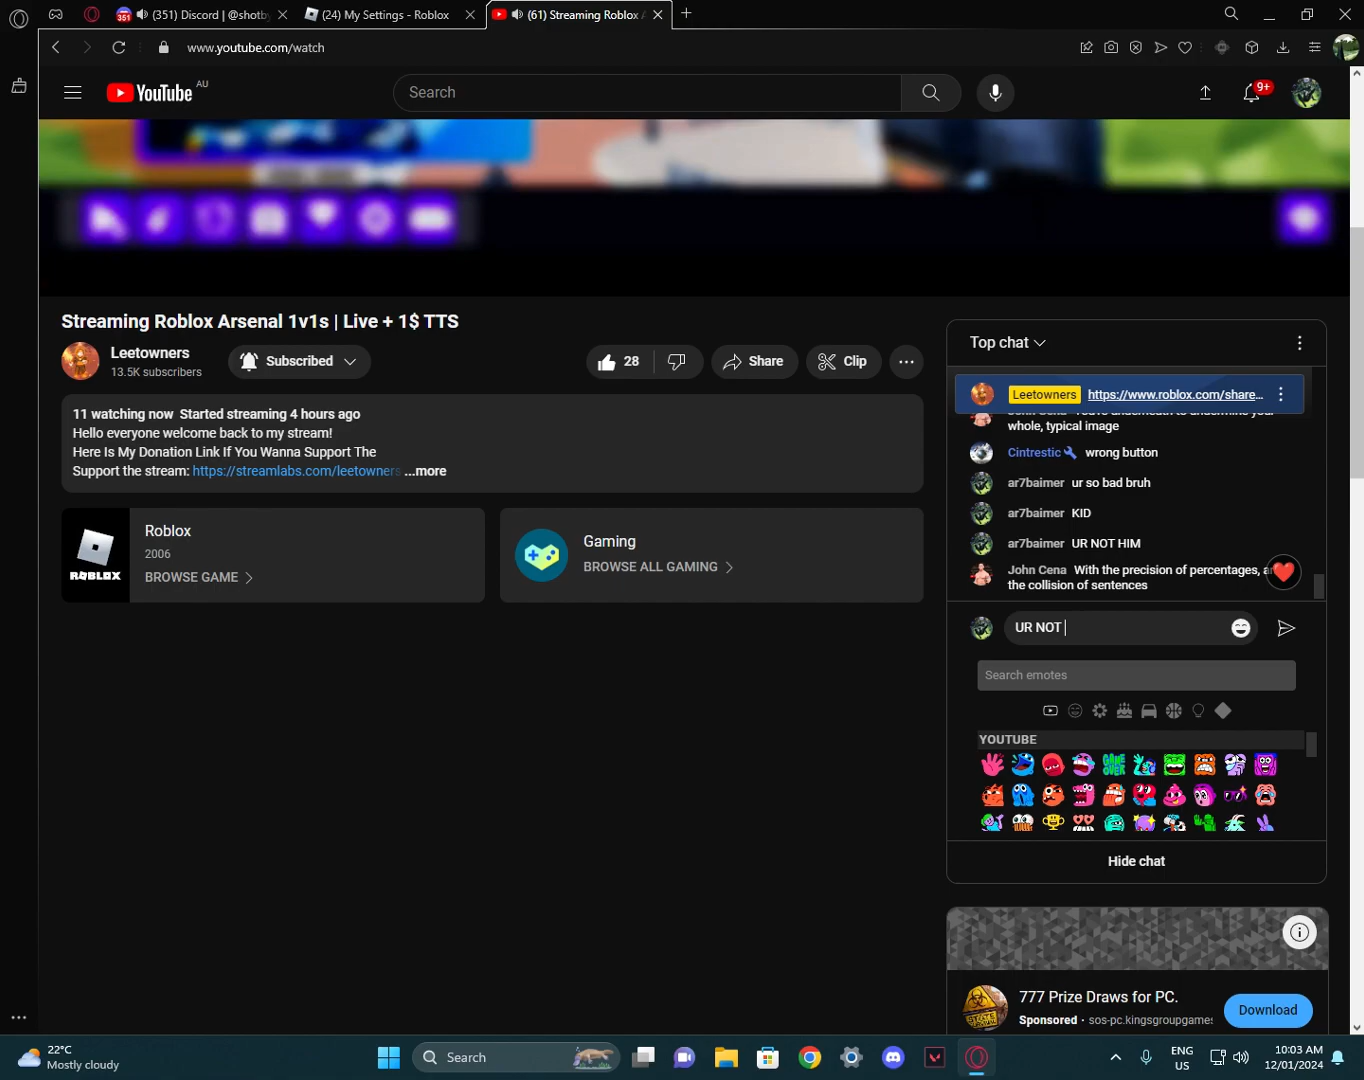 351
(351) Discord | @shotby
(24) My Settings - Roblox
(61) Streaming Roblox A
www.youtube.com/watch
YouTube AU
Search
9+
Streaming Roblox Arsenal 1v1s | Live + 1$ TTS
Leetowners
13.5K subscribers
Subscribed
28
Share
Clip
11 watching now Started streaming 4 hours ago
Hello everyone welcome back to my stream!
Here Is My Donation Link If You Wanna Support The
Support the stream: https://streamlabs.com/leetowners ...more
Roblox
2006
BROWSE GAME
ROBLOX
Gaming
BROWSE ALL GAMING
Top chat
Leetowners https://www.roblox.com/share...
whole, typical image
Cintrestic wrong button
ar7baimer ur so bad bruh
ar7baimer KID
ar7baimer UR NOT HIM
John Cena With the precision of percentages,
the collision of sentences
UR NOT
Search emotes
YOUTUBE
GAME OVER
Hide chat
777 Prize Draws for PC.
Sponsored · sos-pc.kingsgroupgames
Download
22°C
Mostly cloudy
Search
ENG
US
10:03 AM
12/01/2024